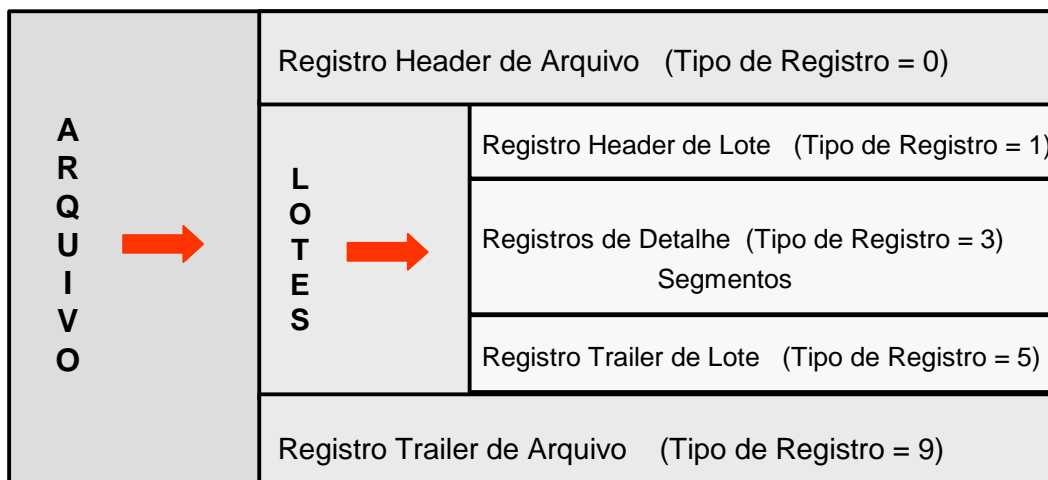 ARQUIVO
Registro Header de Arquivo (Tipo de Registro = 0)
LOTES
Registro Header de Lote (Tipo de Registro = 1)
Registros de Detalhe (Tipo de Registro = 3)
Segmentos
Registro Trailer de Lote (Tipo de Registro = 5)
Registro Trailer de Arquivo (Tipo de Registro = 9)